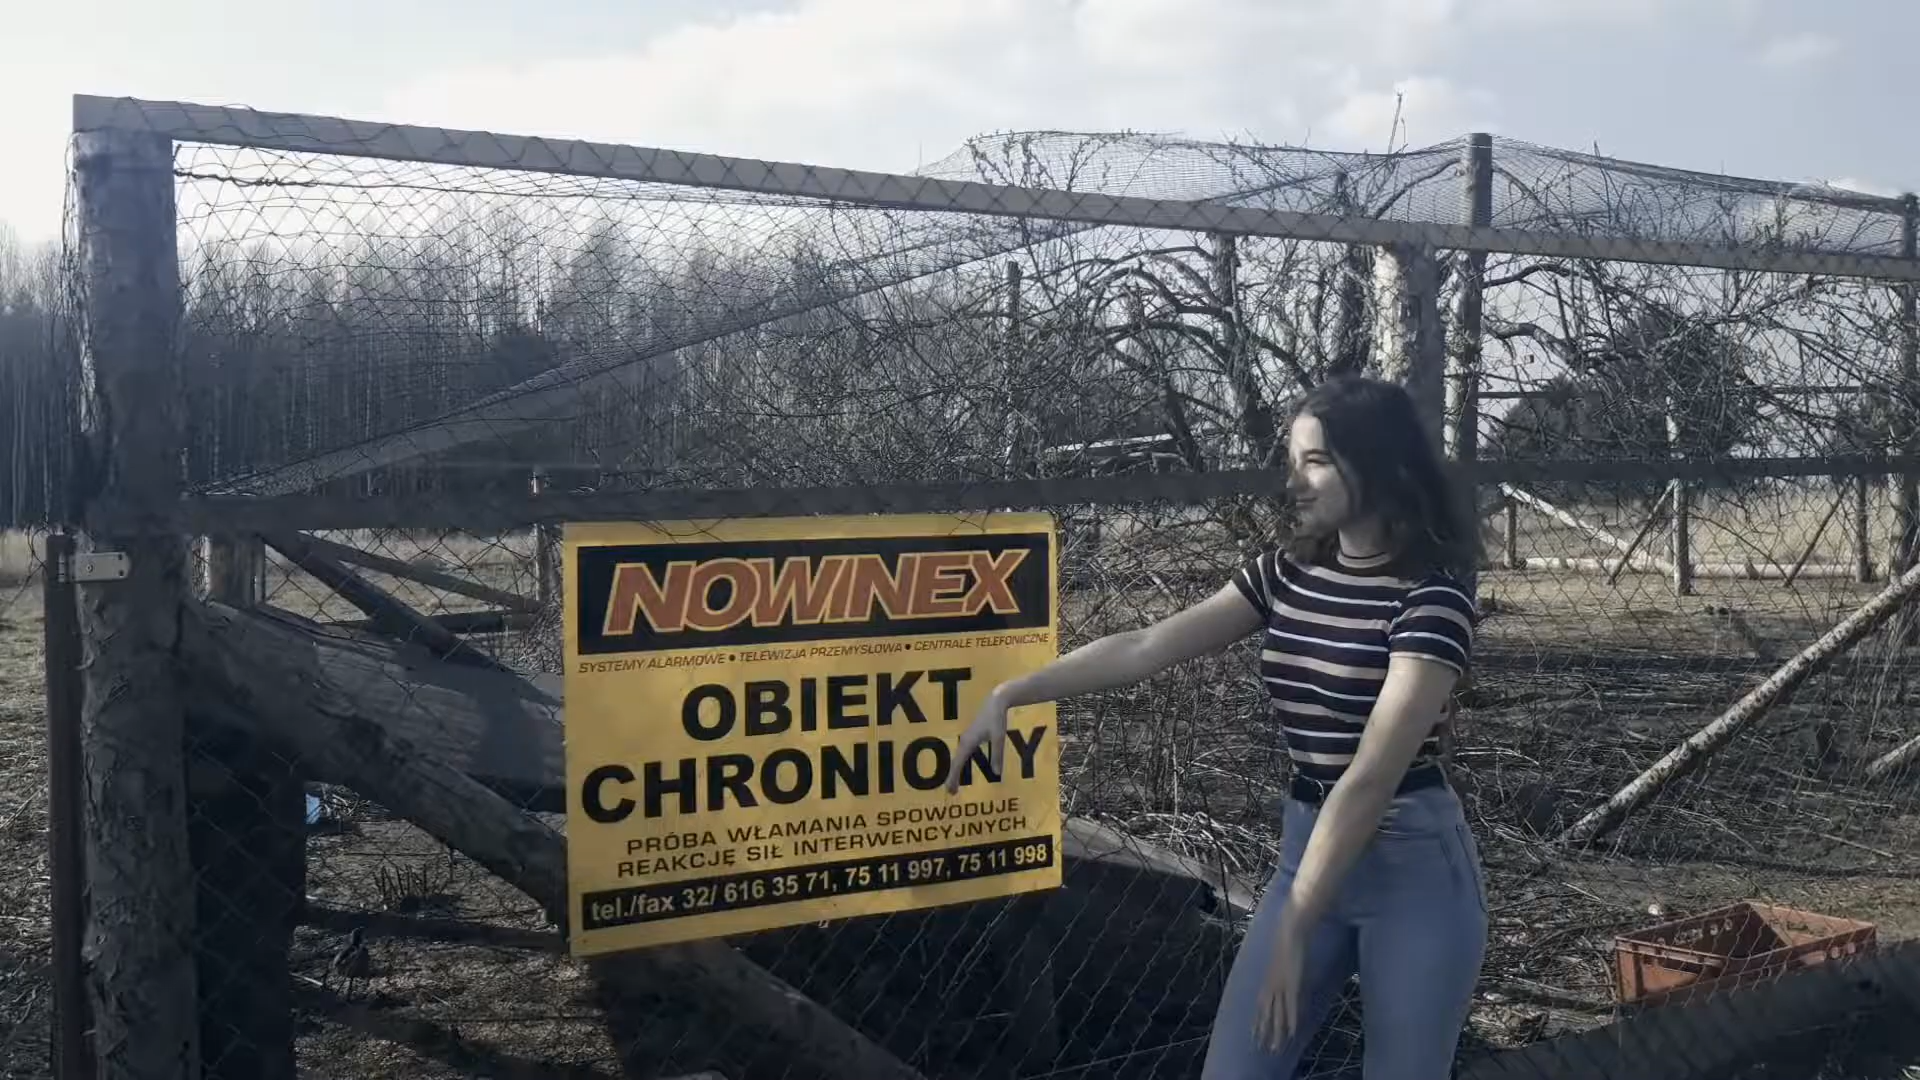 NOWINEX
SYSTEMY ALARMOWE • TELEWIZJA PRZEMYSŁOWA • CENTRALE TELEFONICZNE
OBIEKT
CHRONIONY
PRÓBA WŁAMANIA SPOWODUJE
REAKCJĘ SIŁ INTERWENCYJNYCH
tel./fax 32/ 616 35 71, 75 11 997, 75 11 998